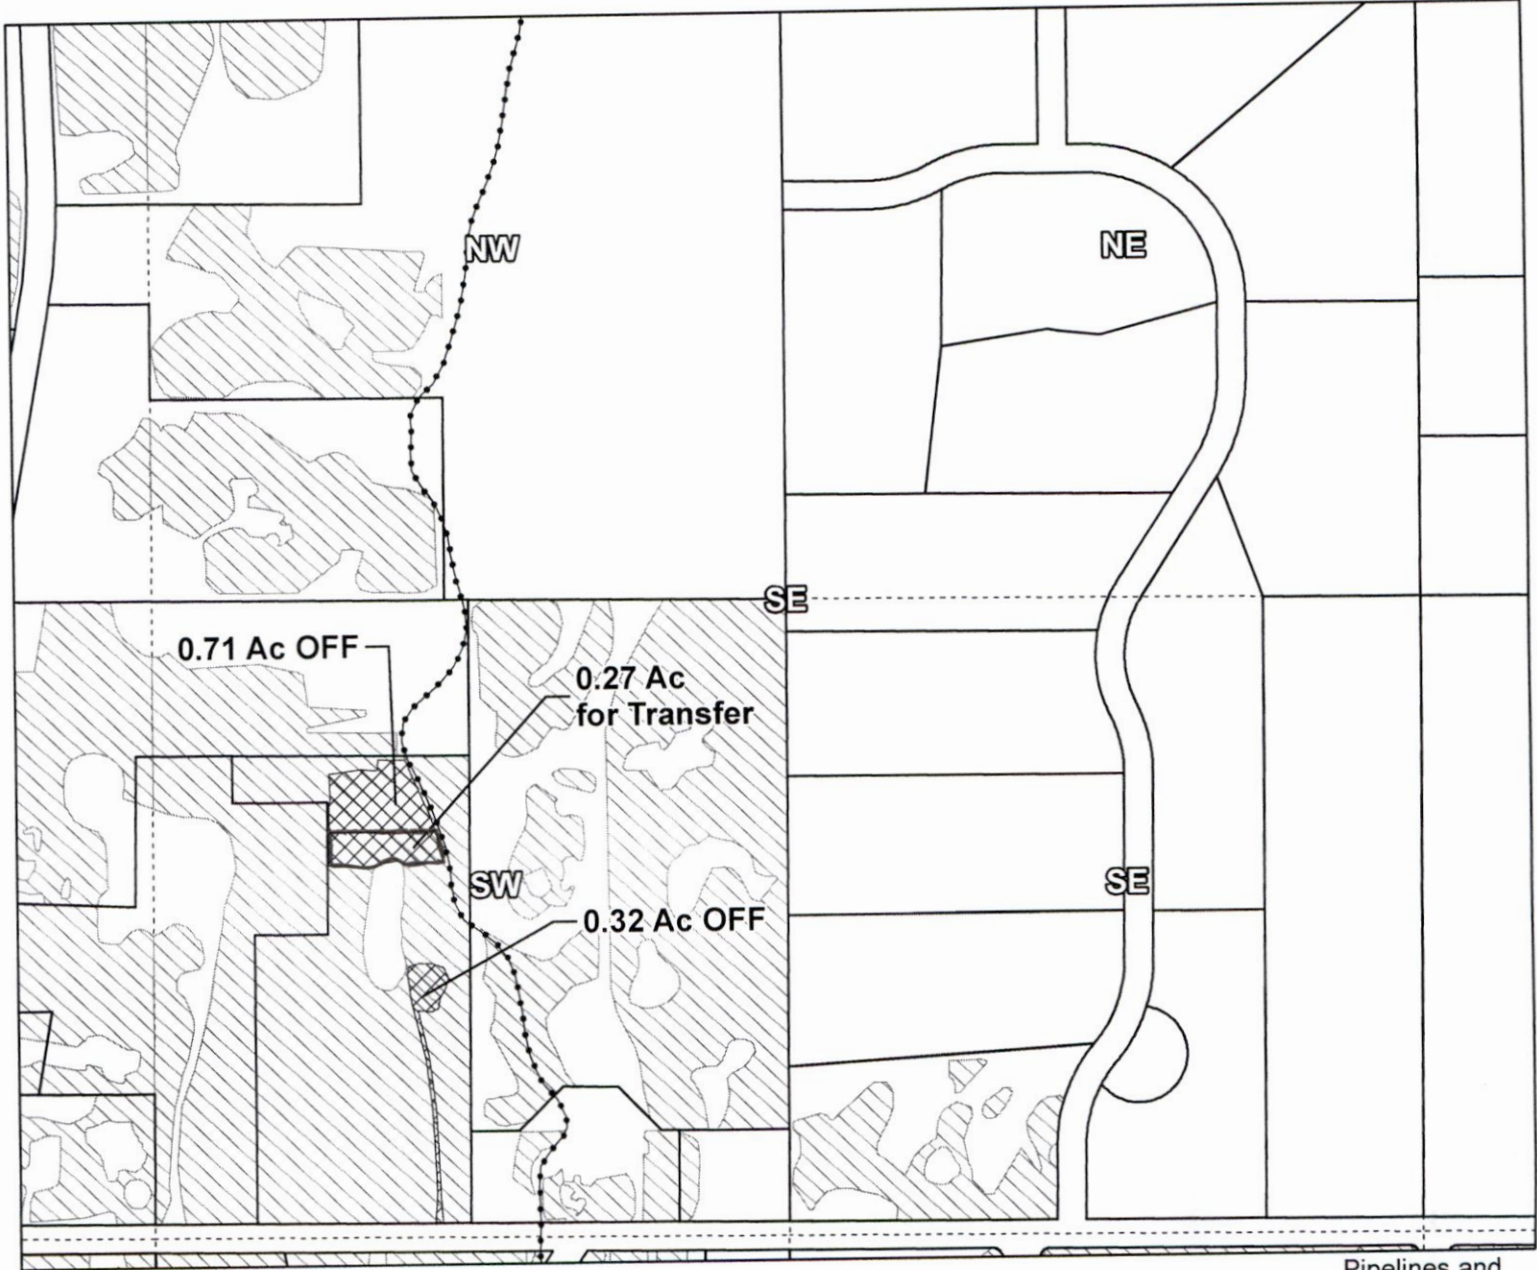 NW
NE
SE
0.71 Ac OFF
0.27 Ac
for Transfer
SW
SE
0.32 Ac OFF
Pipelines and